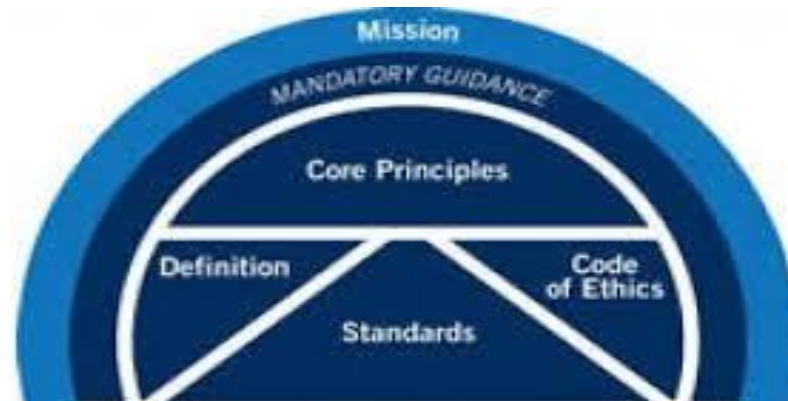 Mission
MANDATORY GUIDANCE
Core Principles
Definition
Code
of Ethics
Standards